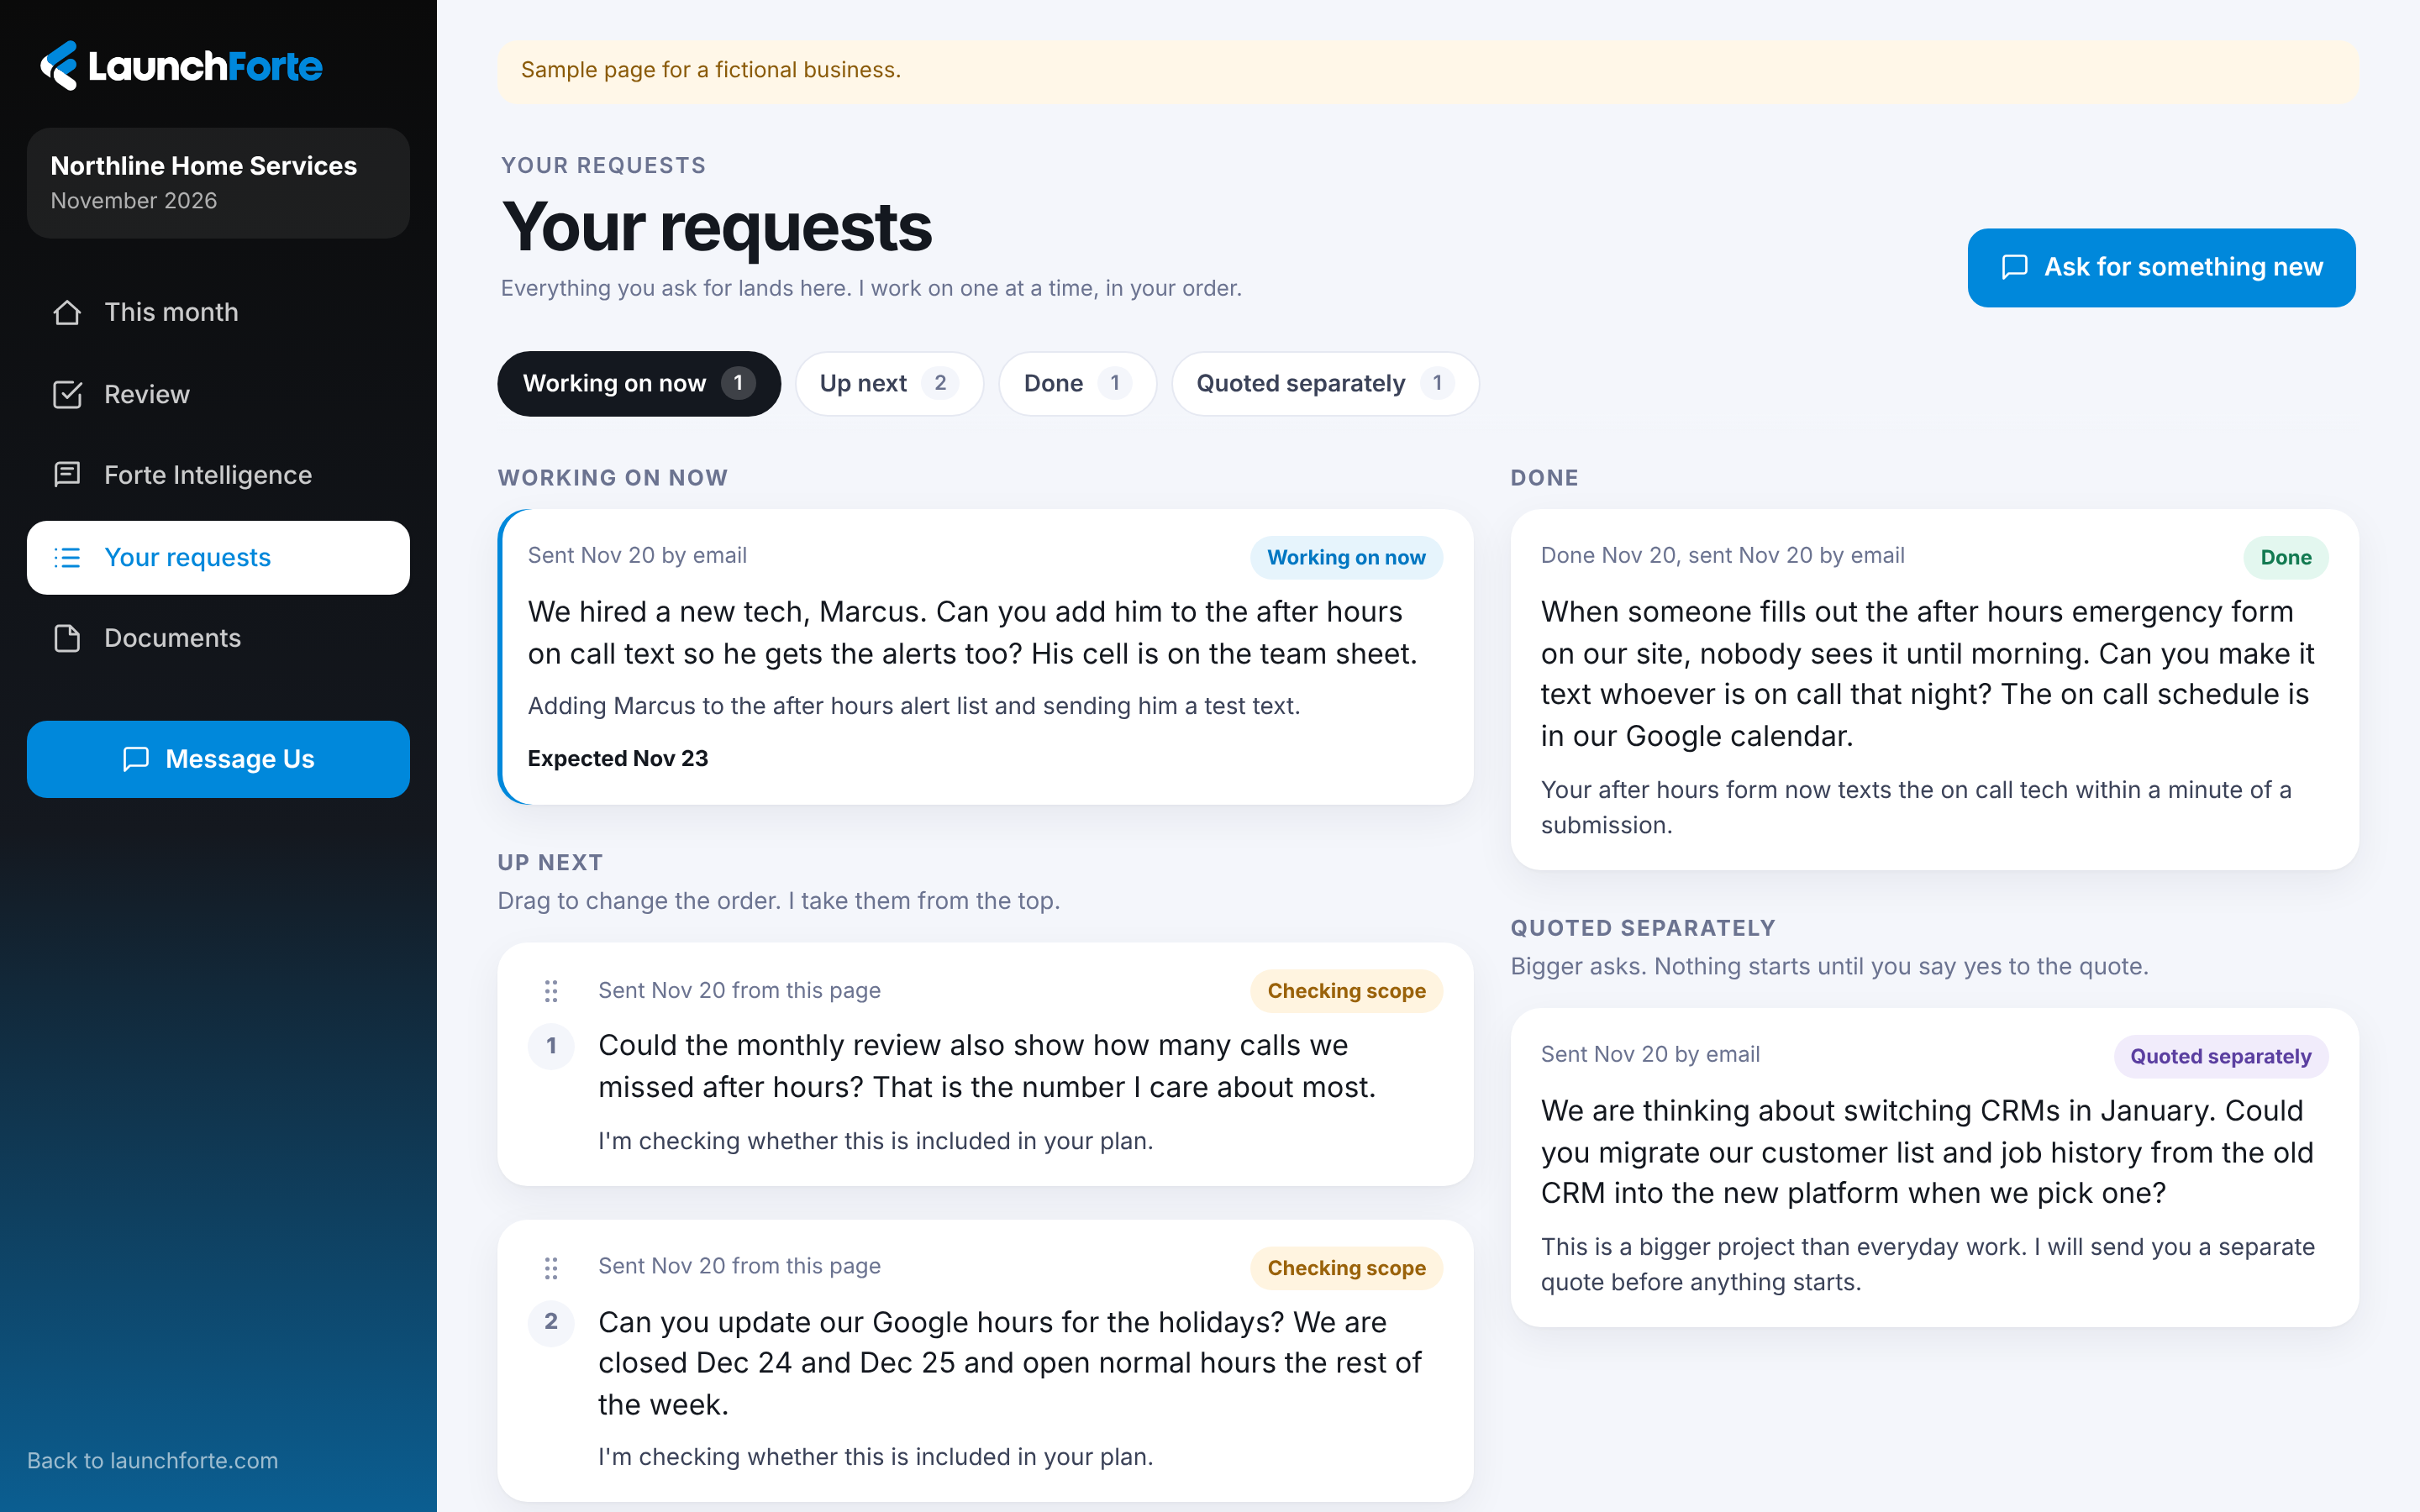 LaunchForte
Northline Home Services
November 2026
This month
Review
Forte Intelligence
Your requests
Documents
Message Us
Back to launchforte.com
Sample page for a fictional business.
YOUR REQUESTS
Your requests
Everything you ask for lands here. I work on one at a time, in your order.
Ask for something new
Working on now 1
Up next 2
Done 1
Quoted separately 1
WORKING ON NOW
Sent Nov 20 by email
Working on now
We hired a new tech, Marcus. Can you add him to the after hours
on call text so he gets the alerts too? His cell is on the team sheet.
Adding Marcus to the after hours alert list and sending him a test text.
Expected Nov 23
UP NEXT
Drag to change the order. I take them from the top.
Sent Nov 20 from this page
Checking scope
1
Could the monthly review also show how many calls we
missed after hours? That is the number I care about most.
I'm checking whether this is included in your plan.
Sent Nov 20 from this page
Checking scope
2
Can you update our Google hours for the holidays? We are
closed Dec 24 and Dec 25 and open normal hours the rest of
the week.
I'm checking whether this is included in your plan.
DONE
Done Nov 20, sent Nov 20 by email
Done
When someone fills out the after hours emergency form
on our site, nobody sees it until morning. Can you make it
text whoever is on call that night? The on call schedule is
in our Google calendar.
Your after hours form now texts the on call tech within a minute of a
submission.
QUOTED SEPARATELY
Bigger asks. Nothing starts until you say yes to the quote.
Sent Nov 20 by email
Quoted separately
We are thinking about switching CRMs in January. Could
you migrate our customer list and job history from the old
CRM into the new platform when we pick one?
This is a bigger project than everyday work. I will send you a separate
quote before anything starts.